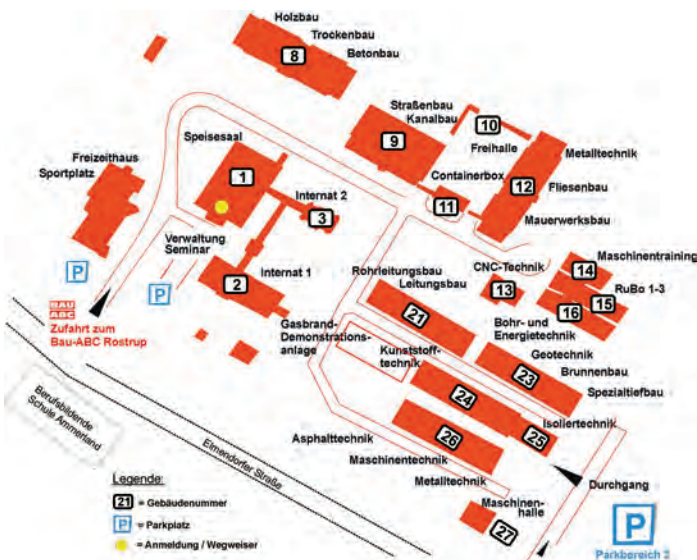 Holzbau
Trockenbau
8
Betonbau
Straßenbau
Kanalbau
9
10
Freihalle
Metalltechnik
12
Fliesenbau
Mauerwerksbau
Containerbox
11
Speisesaal
1
Freizeithaus
Sportplatz
Internat 2
3
Verwaltung
Seminar
P
P
2
Internat 1
BAU
ABC
Zufahrt zum
Bau-ABC Rostrup
Gasbrand-
Demonstrations-
anlage
Rohrleitungsbau
Leitungsbau
21
CNC-Technik
13
Maschinentraining
14
RuBo 1-3
15
16
Bohr- und
Energietechnik
Geotechnik
Brunnenbau
23
Spezialtiefbau
Kunststoff-
technik
24
Isoliertechnik
25
26
Asphalttechnik
Maschinentechnik
Metalltechnik
Maschinen-
halle
27
Durchgang
P
Parkbereich 2
Berufsbildende
Schule Ammerland
Elmendorfer Straße
Legende:
21 = Gebäudenummer
P = Parkplatz
= Anmeldung / Wegweiser